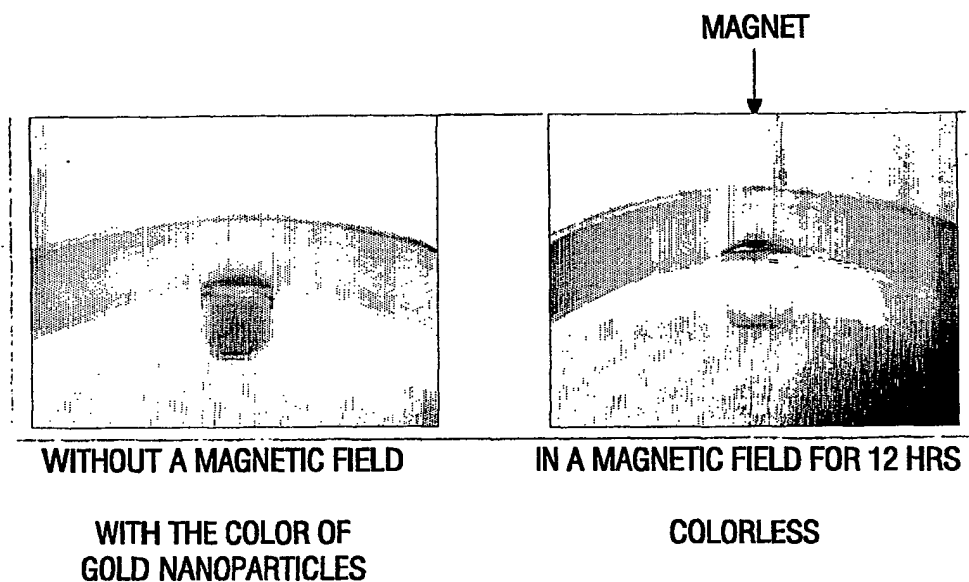 MAGNET
WITHOUT A MAGNETIC FIELD
IN A MAGNETIC FIELD FOR 12 HRS
WITH THE COLOR OF
GOLD NANOPARTICLES
COLORLESS